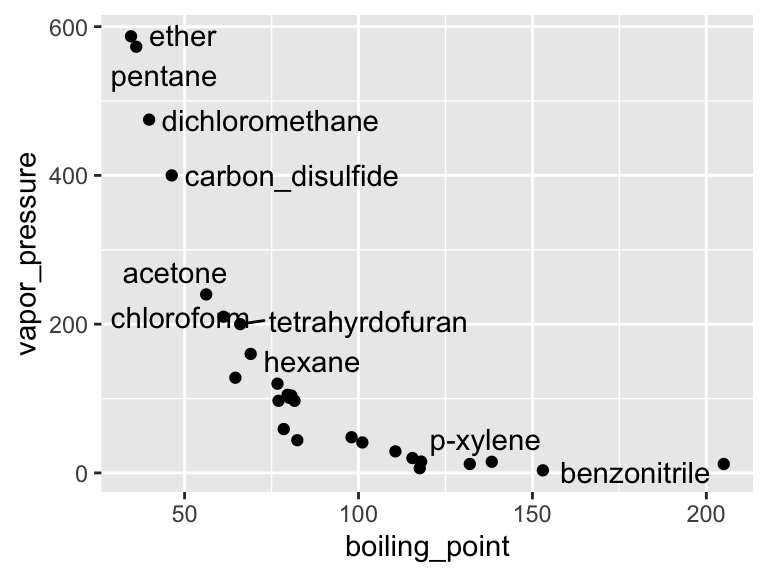 600
ether
pentane
dichloromethane
400
carbon_disulfide
vapor_pressure
acetone
chloroform
200
tetrahyrdofuran
hexane
p-xylene
0
benzonitrile
50
100
150
200
boiling_point